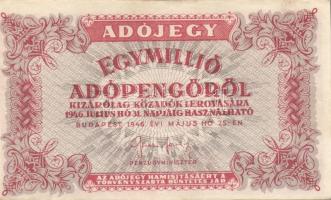 ADÓJEGY
EGYMILLIÓ
ADÓPENGŐRŐL
KIZÁRÓLAG KÖZADÓK LEROVÁSÁRA
1946. JULIUS HÓ 31. NAPJÁIG HASZNÁLHATÓ
BUDAPEST 1946. ÉVI MÁJUS HÓ 25-ÉN
PÉNZÜGYMINISZTER
AZ ADÓJEGY HAMISÍTÁSÁÉRT A
TÖRVÉNYSZABTA BÜNTETÉS JÁR